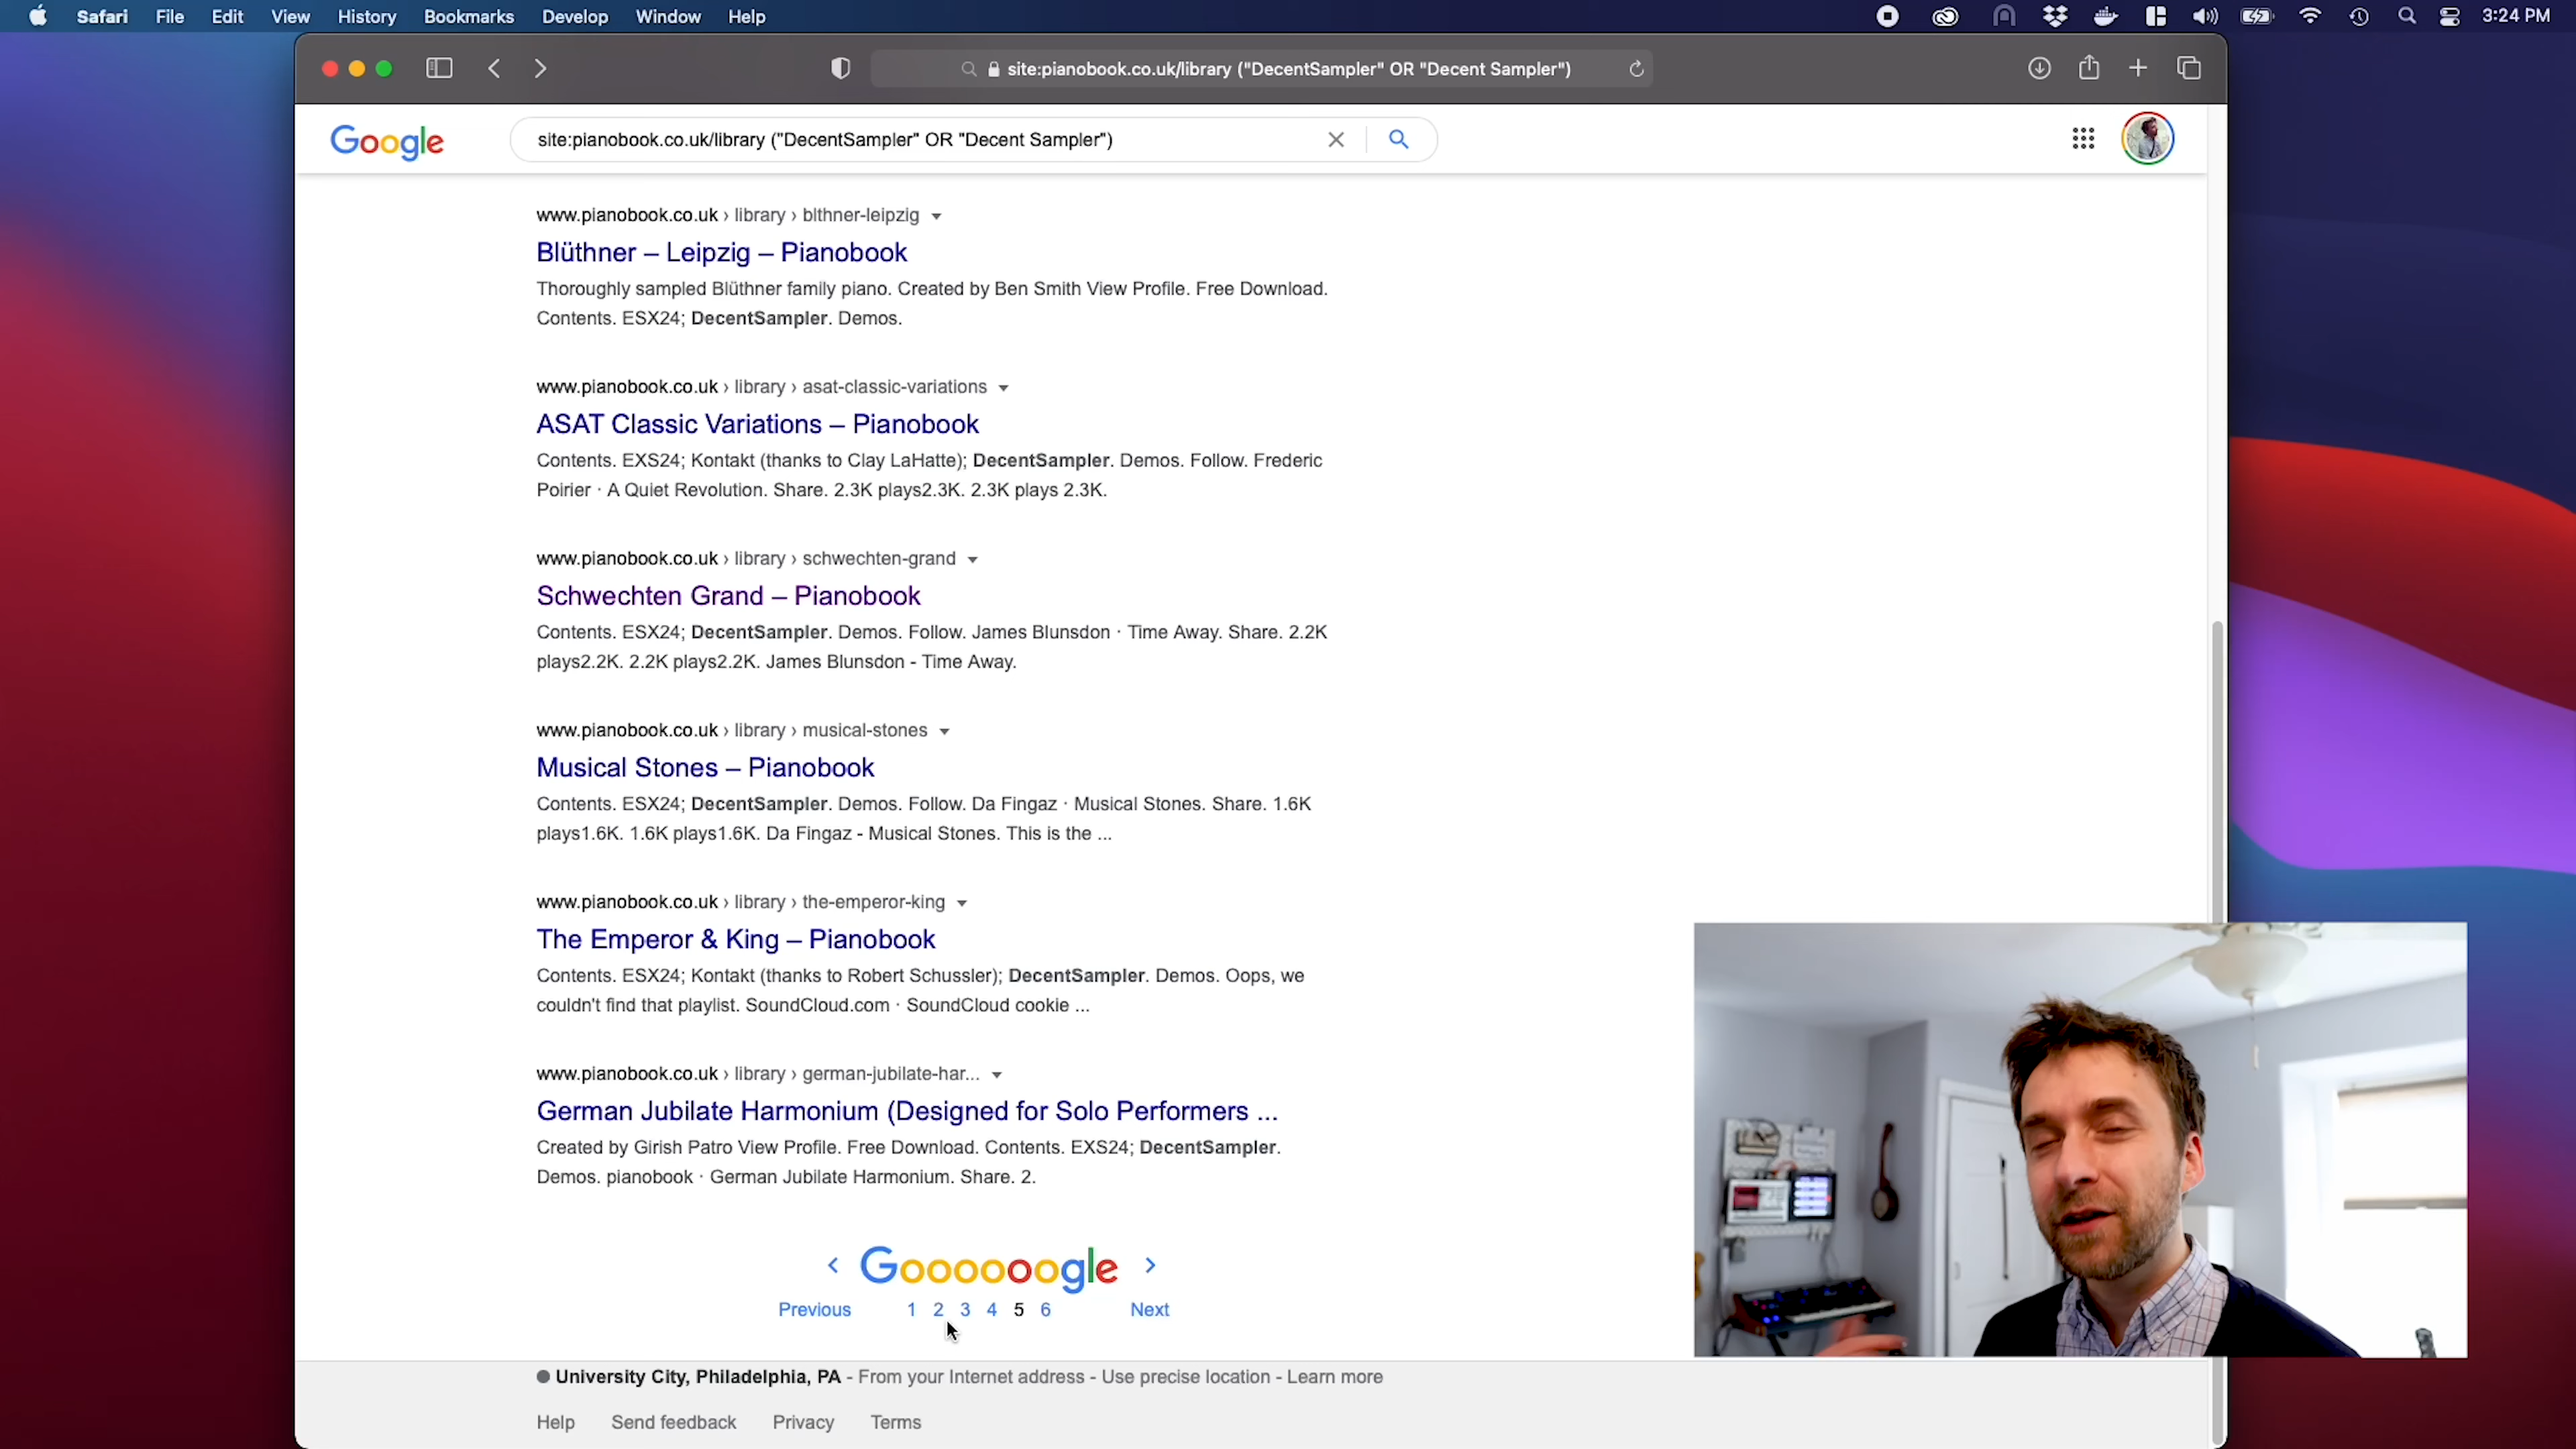 Safari File Edit View History Bookmarks Develop Window Help 3:24 PM
site:pianobook.co.uk/library ("DecentSampler" OR "Decent Sampler")
Google site:pianobook.co.uk/library ("DecentSampler" OR "Decent Sampler")
www.pianobook.co.uk › library › blthner-leipzig
Blüthner – Leipzig – Pianobook
Thoroughly sampled Blüthner family piano. Created by Ben Smith View Profile. Free Download.
Contents. ESX24; DecentSampler. Demos.
www.pianobook.co.uk › library › asat-classic-variations
ASAT Classic Variations – Pianobook
Contents. EXS24; Kontakt (thanks to Clay LaHatte); DecentSampler. Demos. Follow. Frederic
Poirier · A Quiet Revolution. Share. 2.3K plays2.3K. 2.3K plays 2.3K.
www.pianobook.co.uk › library › schwechten-grand
Schwechten Grand – Pianobook
Contents. ESX24; DecentSampler. Demos. Follow. James Blunsdon · Time Away. Share. 2.2K
plays2.2K. 2.2K plays2.2K. James Blunsdon - Time Away.
www.pianobook.co.uk › library › musical-stones
Musical Stones – Pianobook
Contents. ESX24; DecentSampler. Demos. Follow. Da Fingaz · Musical Stones. Share. 1.6K
plays1.6K. 1.6K plays1.6K. Da Fingaz - Musical Stones. This is the ...
www.pianobook.co.uk › library › the-emperor-king
The Emperor & King – Pianobook
Contents. ESX24; Kontakt (thanks to Robert Schussler); DecentSampler. Demos. Oops, we
couldn't find that playlist. SoundCloud.com · SoundCloud cookie ...
www.pianobook.co.uk › library › german-jubilate-har...
German Jubilate Harmonium (Designed for Solo Performers ...
Created by Girish Patro View Profile. Free Download. Contents. EXS24; DecentSampler.
Demos. pianobook · German Jubilate Harmonium. Share. 2.
Goooooogle
Previous 1 2 3 4 5 6 Next
University City, Philadelphia, PA - From your Internet address - Use precise location - Learn more
Help Send feedback Privacy Terms